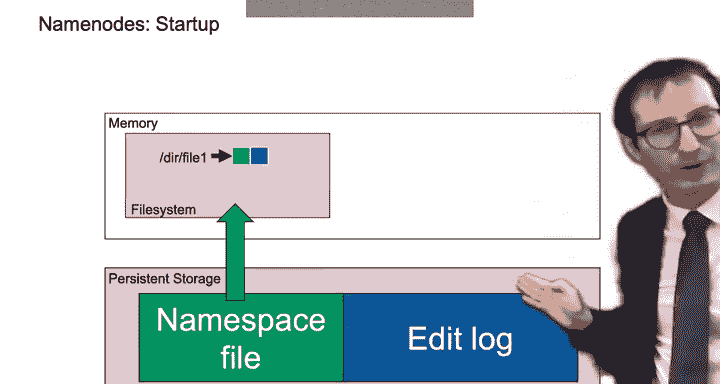 Namenodes: Startup
Memory
/dir/file1
Filesystem
Persistent Storage
Namespace
file
Edit log